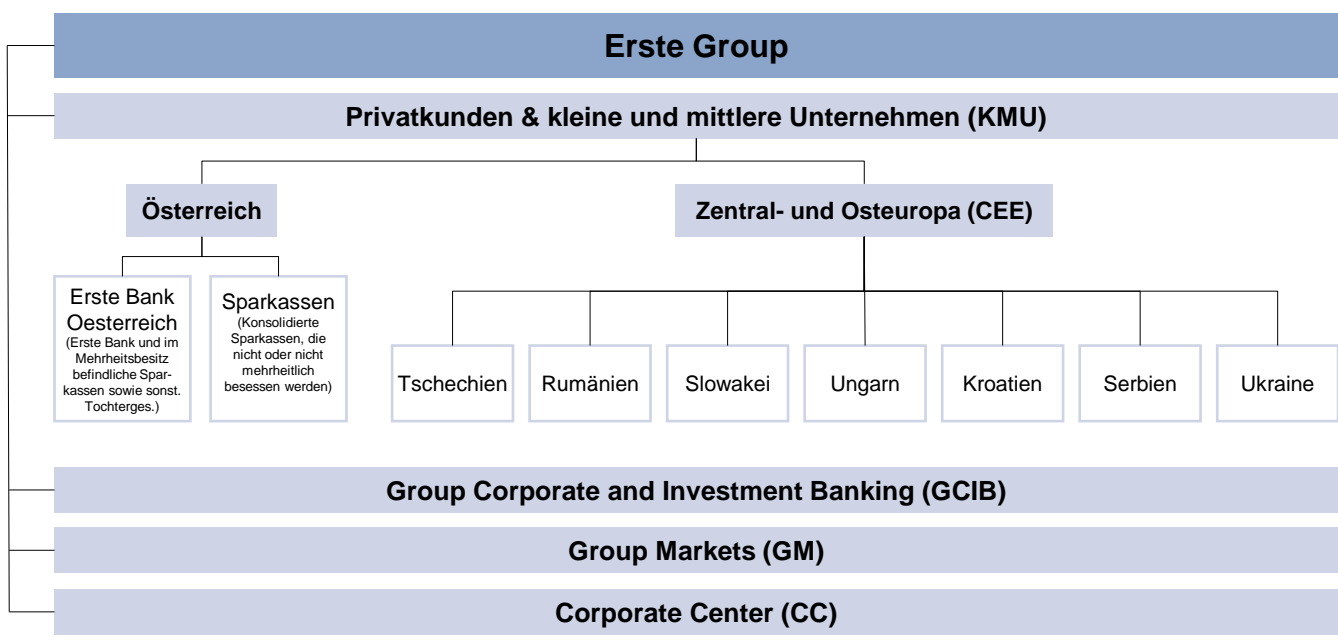 Erste Group
Privatkunden & kleine und mittlere Unternehmen (KMU)
Österreich
Zentral- und Osteuropa (CEE)
Erste Bank
Oesterreich
(Erste Bank und im
Mehrheitsbesitz
befindliche Spar-
kassen sowie sonst.
Tochterges.)
Sparkassen
(Konsolidierte
Sparkassen, die
nicht oder nicht
mehrheitlich
besessen werden)
Tschechien
Rumänien
Slowakei
Ungarn
Kroatien
Serbien
Ukraine
Group Corporate and Investment Banking (GCIB)
Group Markets (GM)
Corporate Center (CC)